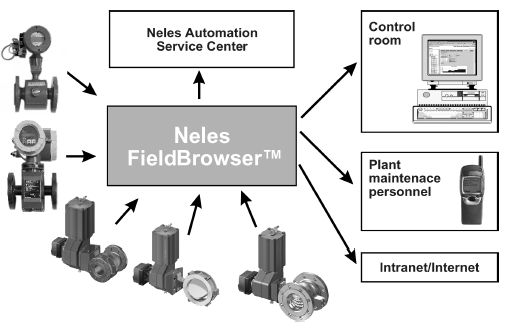 Neles Automation
Service Center
Control
room
Neles
FieldBrowser™
Plant
maintenace
personnel
Intranet/Internet